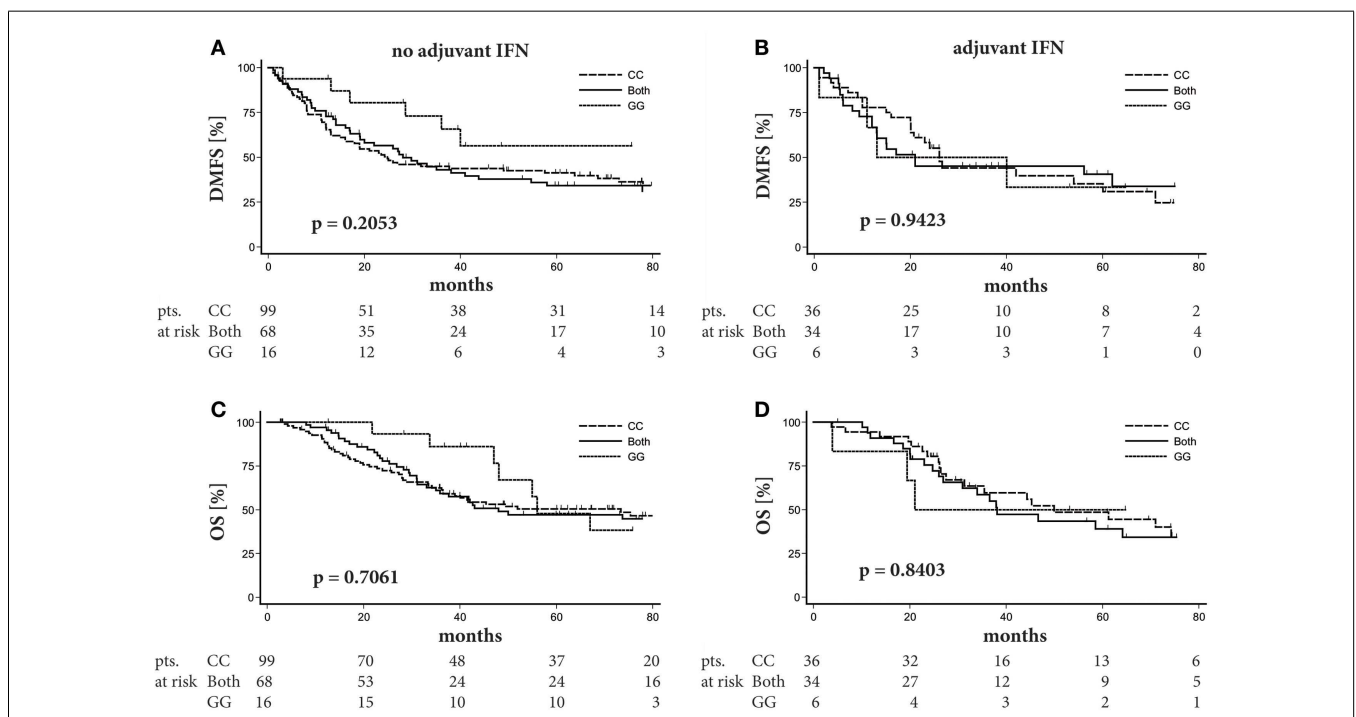 A
no adjuvant IFN
DMFS [%]
100
75
50
25
0
CC
Both
GG
p = 0.2053
0 20 40 60 80
months
pts. CC 99 51 38 31 14
at risk Both 68 35 24 17 10
GG 16 12 6 4 3
B
adjuvant IFN
DMFS [%]
100
75
50
25
0
CC
Both
GG
p = 0.9423
0 20 40 60 80
months
pts. CC 36 25 10 8 2
at risk Both 34 17 10 7 4
GG 6 3 3 1 0
C
OS [%]
100
75
50
25
0
CC
Both
GG
p = 0.7061
0 20 40 60 80
months
pts. CC 99 70 48 37 20
at risk Both 68 53 24 24 16
GG 16 15 10 10 3
D
OS [%]
100
75
50
25
0
CC
Both
GG
p = 0.8403
0 20 40 60 80
months
pts. CC 36 32 16 13 6
at risk Both 34 27 12 9 5
GG 6 4 3 2 1